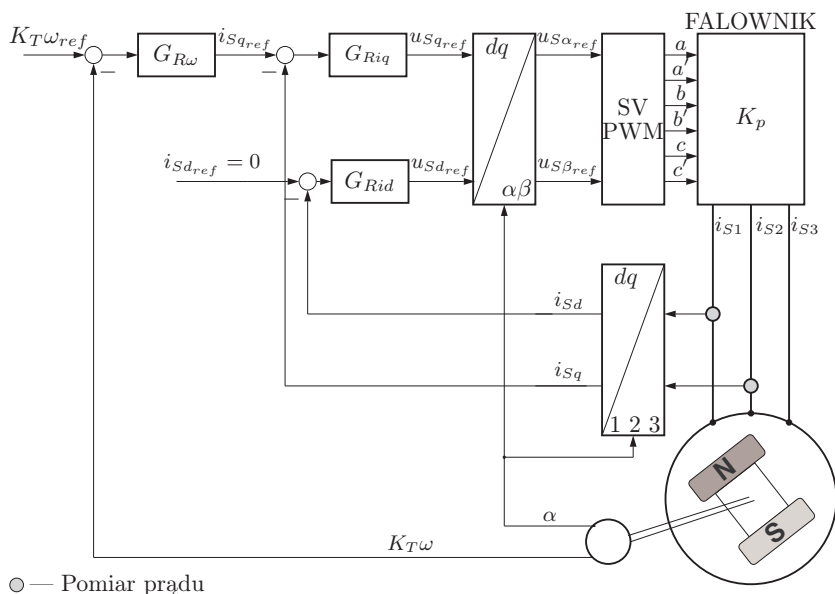 FALOWNIK
K_Tω_ref
G_Rω
i_Sq_ref
G_Riq
u_Sq_ref
dq
u_Sα_ref
SV
PWM
a
a'
b
b'
c
c'
K_p
−
−
i_Sd_ref = 0
−
G_Rid
u_Sd_ref
αβ
u_Sβ_ref
i_S1
i_S2
i_S3
dq
i_Sd
i_Sq
1 2 3
N
S
α
K_Tω
— Pomiar prądu